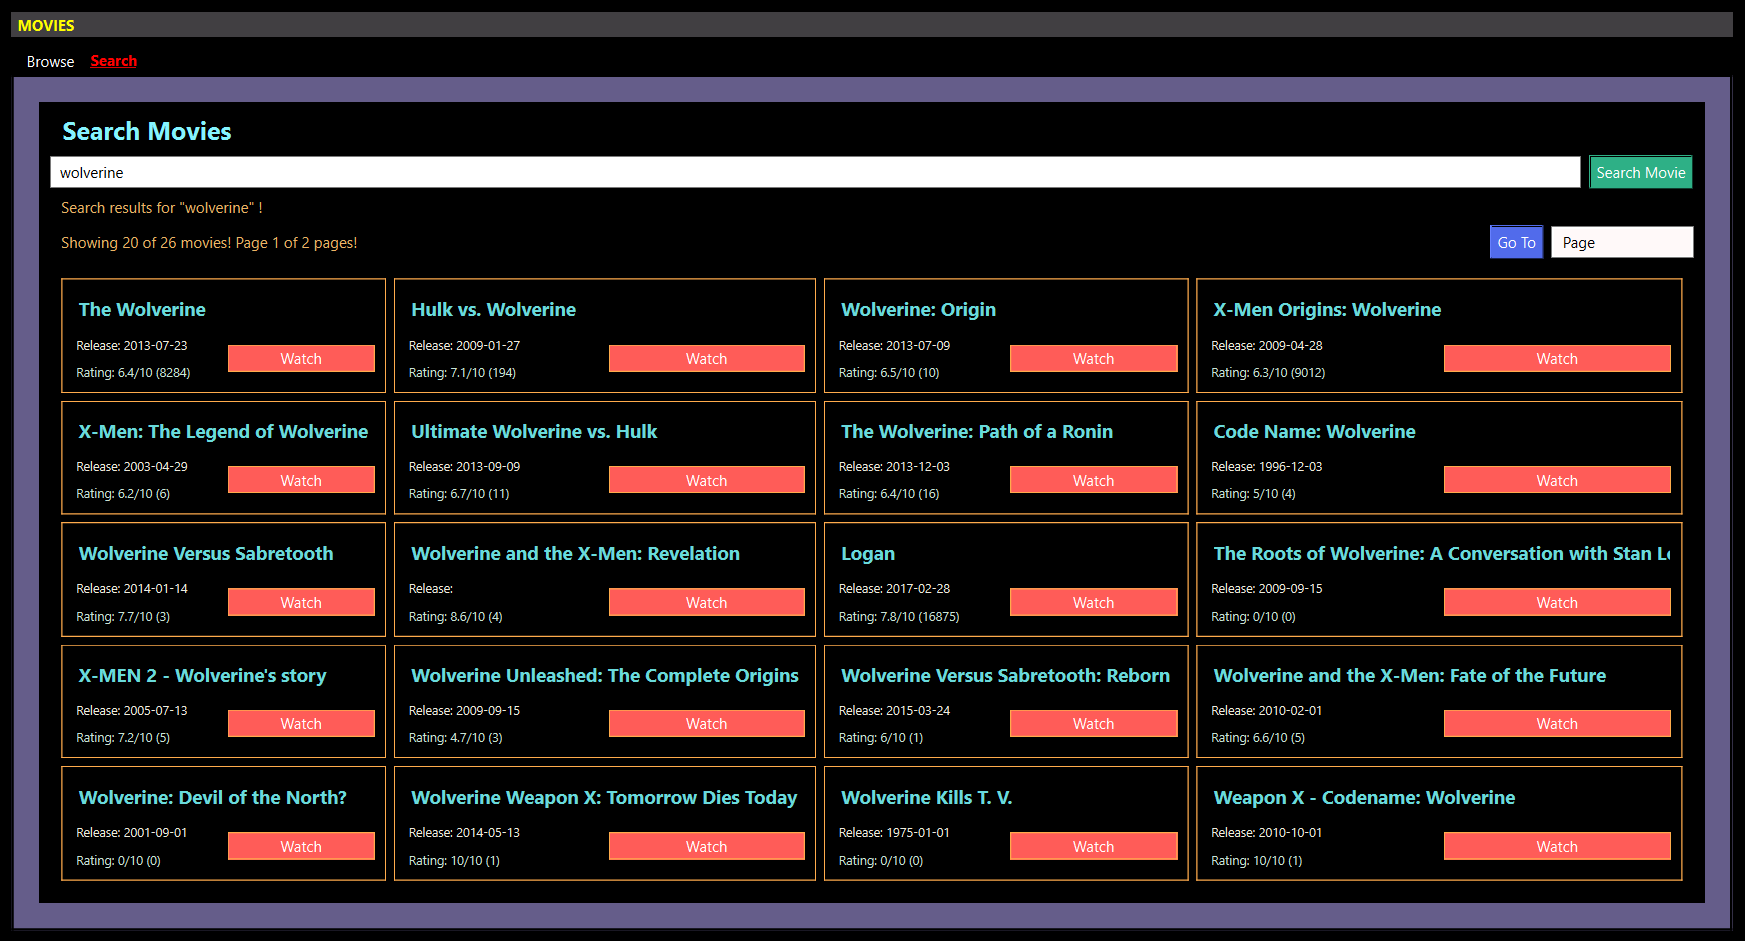 MOVIES
Browse Search
Search Movies
wolverine Search Movie
Search results for "wolverine" !
Showing 20 of 26 movies! Page 1 of 2 pages! Go To Page
The Wolverine
Release: 2013-07-23
Watch
Rating: 6.4/10 (8284)
Hulk vs. Wolverine
Release: 2009-01-27
Watch
Rating: 7.1/10 (194)
Wolverine: Origin
Release: 2013-07-09
Watch
Rating: 6.5/10 (10)
X-Men Origins: Wolverine
Release: 2009-04-28
Watch
Rating: 6.3/10 (9012)
X-Men: The Legend of Wolverine
Release: 2003-04-29
Watch
Rating: 6.2/10 (6)
Ultimate Wolverine vs. Hulk
Release: 2013-09-09
Watch
Rating: 6.7/10 (11)
The Wolverine: Path of a Ronin
Release: 2013-12-03
Watch
Rating: 6.4/10 (16)
Code Name: Wolverine
Release: 1996-12-03
Watch
Rating: 5/10 (4)
Wolverine Versus Sabretooth
Release: 2014-01-14
Watch
Rating: 7.7/10 (3)
Wolverine and the X-Men: Revelation
Release:
Watch
Rating: 8.6/10 (4)
Logan
Release: 2017-02-28
Watch
Rating: 7.8/10 (16875)
The Roots of Wolverine: A Conversation with Stan
Release: 2009-09-15
Watch
Rating: 0/10 (0)
X-MEN 2 - Wolverine's story
Release: 2005-07-13
Watch
Rating: 7.2/10 (5)
Wolverine Unleashed: The Complete Origins
Release: 2009-09-15
Watch
Rating: 4.7/10 (3)
Wolverine Versus Sabretooth: Reborn
Release: 2015-03-24
Watch
Rating: 6/10 (1)
Wolverine and the X-Men: Fate of the Future
Release: 2010-02-01
Watch
Rating: 6.6/10 (5)
Wolverine: Devil of the North?
Release: 2001-09-01
Watch
Rating: 0/10 (0)
Wolverine Weapon X: Tomorrow Dies Today
Release: 2014-05-13
Watch
Rating: 10/10 (1)
Wolverine Kills T. V.
Release: 1975-01-01
Watch
Rating: 0/10 (0)
Weapon X - Codename: Wolverine
Release: 2010-10-01
Watch
Rating: 10/10 (1)